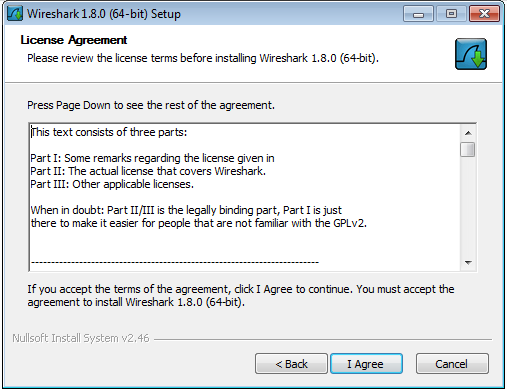 Wireshark 1.8.0 (64-bit) Setup
License Agreement
Please review the license terms before installing Wireshark 1.8.0 (64-bit).
Press Page Down to see the rest of the agreement.
This text consists of three parts:
Part I: Some remarks regarding the license given in
Part II: The actual license that covers Wireshark.
Part III: Other applicable licenses.
When in doubt: Part II/III is the legally binding part, Part I is just
there to make it easier for people that are not familiar with the GPLv2.
------------------------------------------------------------------------
If you accept the terms of the agreement, click I Agree to continue. You must accept the
agreement to install Wireshark 1.8.0 (64-bit).
Nullsoft Install System v2.46
< Back
I Agree
Cancel